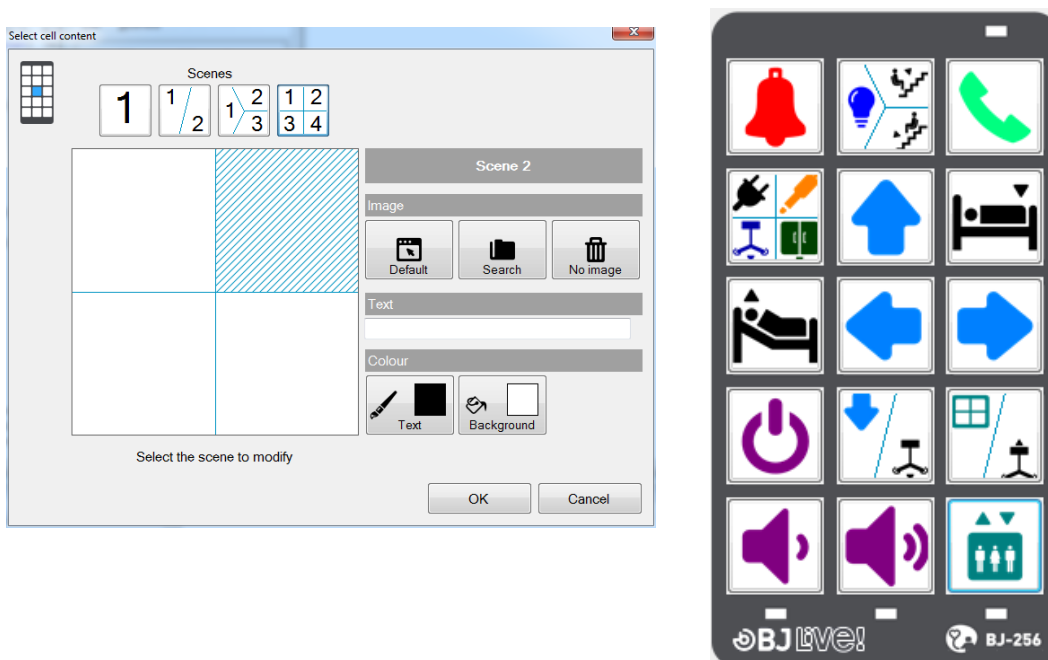 Select cell content
Scenes
1
1 2
1 2 3
1 2 3 4
Scene 2
Image
Default
Search
No image
Text
Colour
Text
Background
Select the scene to modify
OK
Cancel
BJ LIVE!
BJ-256